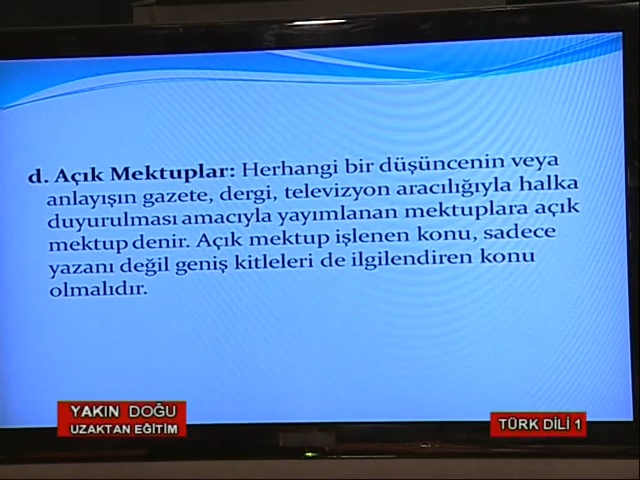 d. Açık Mektuplar: Herhangi bir düşüncenin veya
anlayışın gazete, dergi, televizyon aracılığıyla halka
duyurulması amacıyla yayımlanan mektuplara açık
mektup denir. Açık mektup işlenen konu, sadece
yazanı değil geniş kitleleri de ilgilendiren konu
olmalıdır.
YAKIN DOĞU
UZAKTAN EĞİTİM
TÜRK DİLİ 1